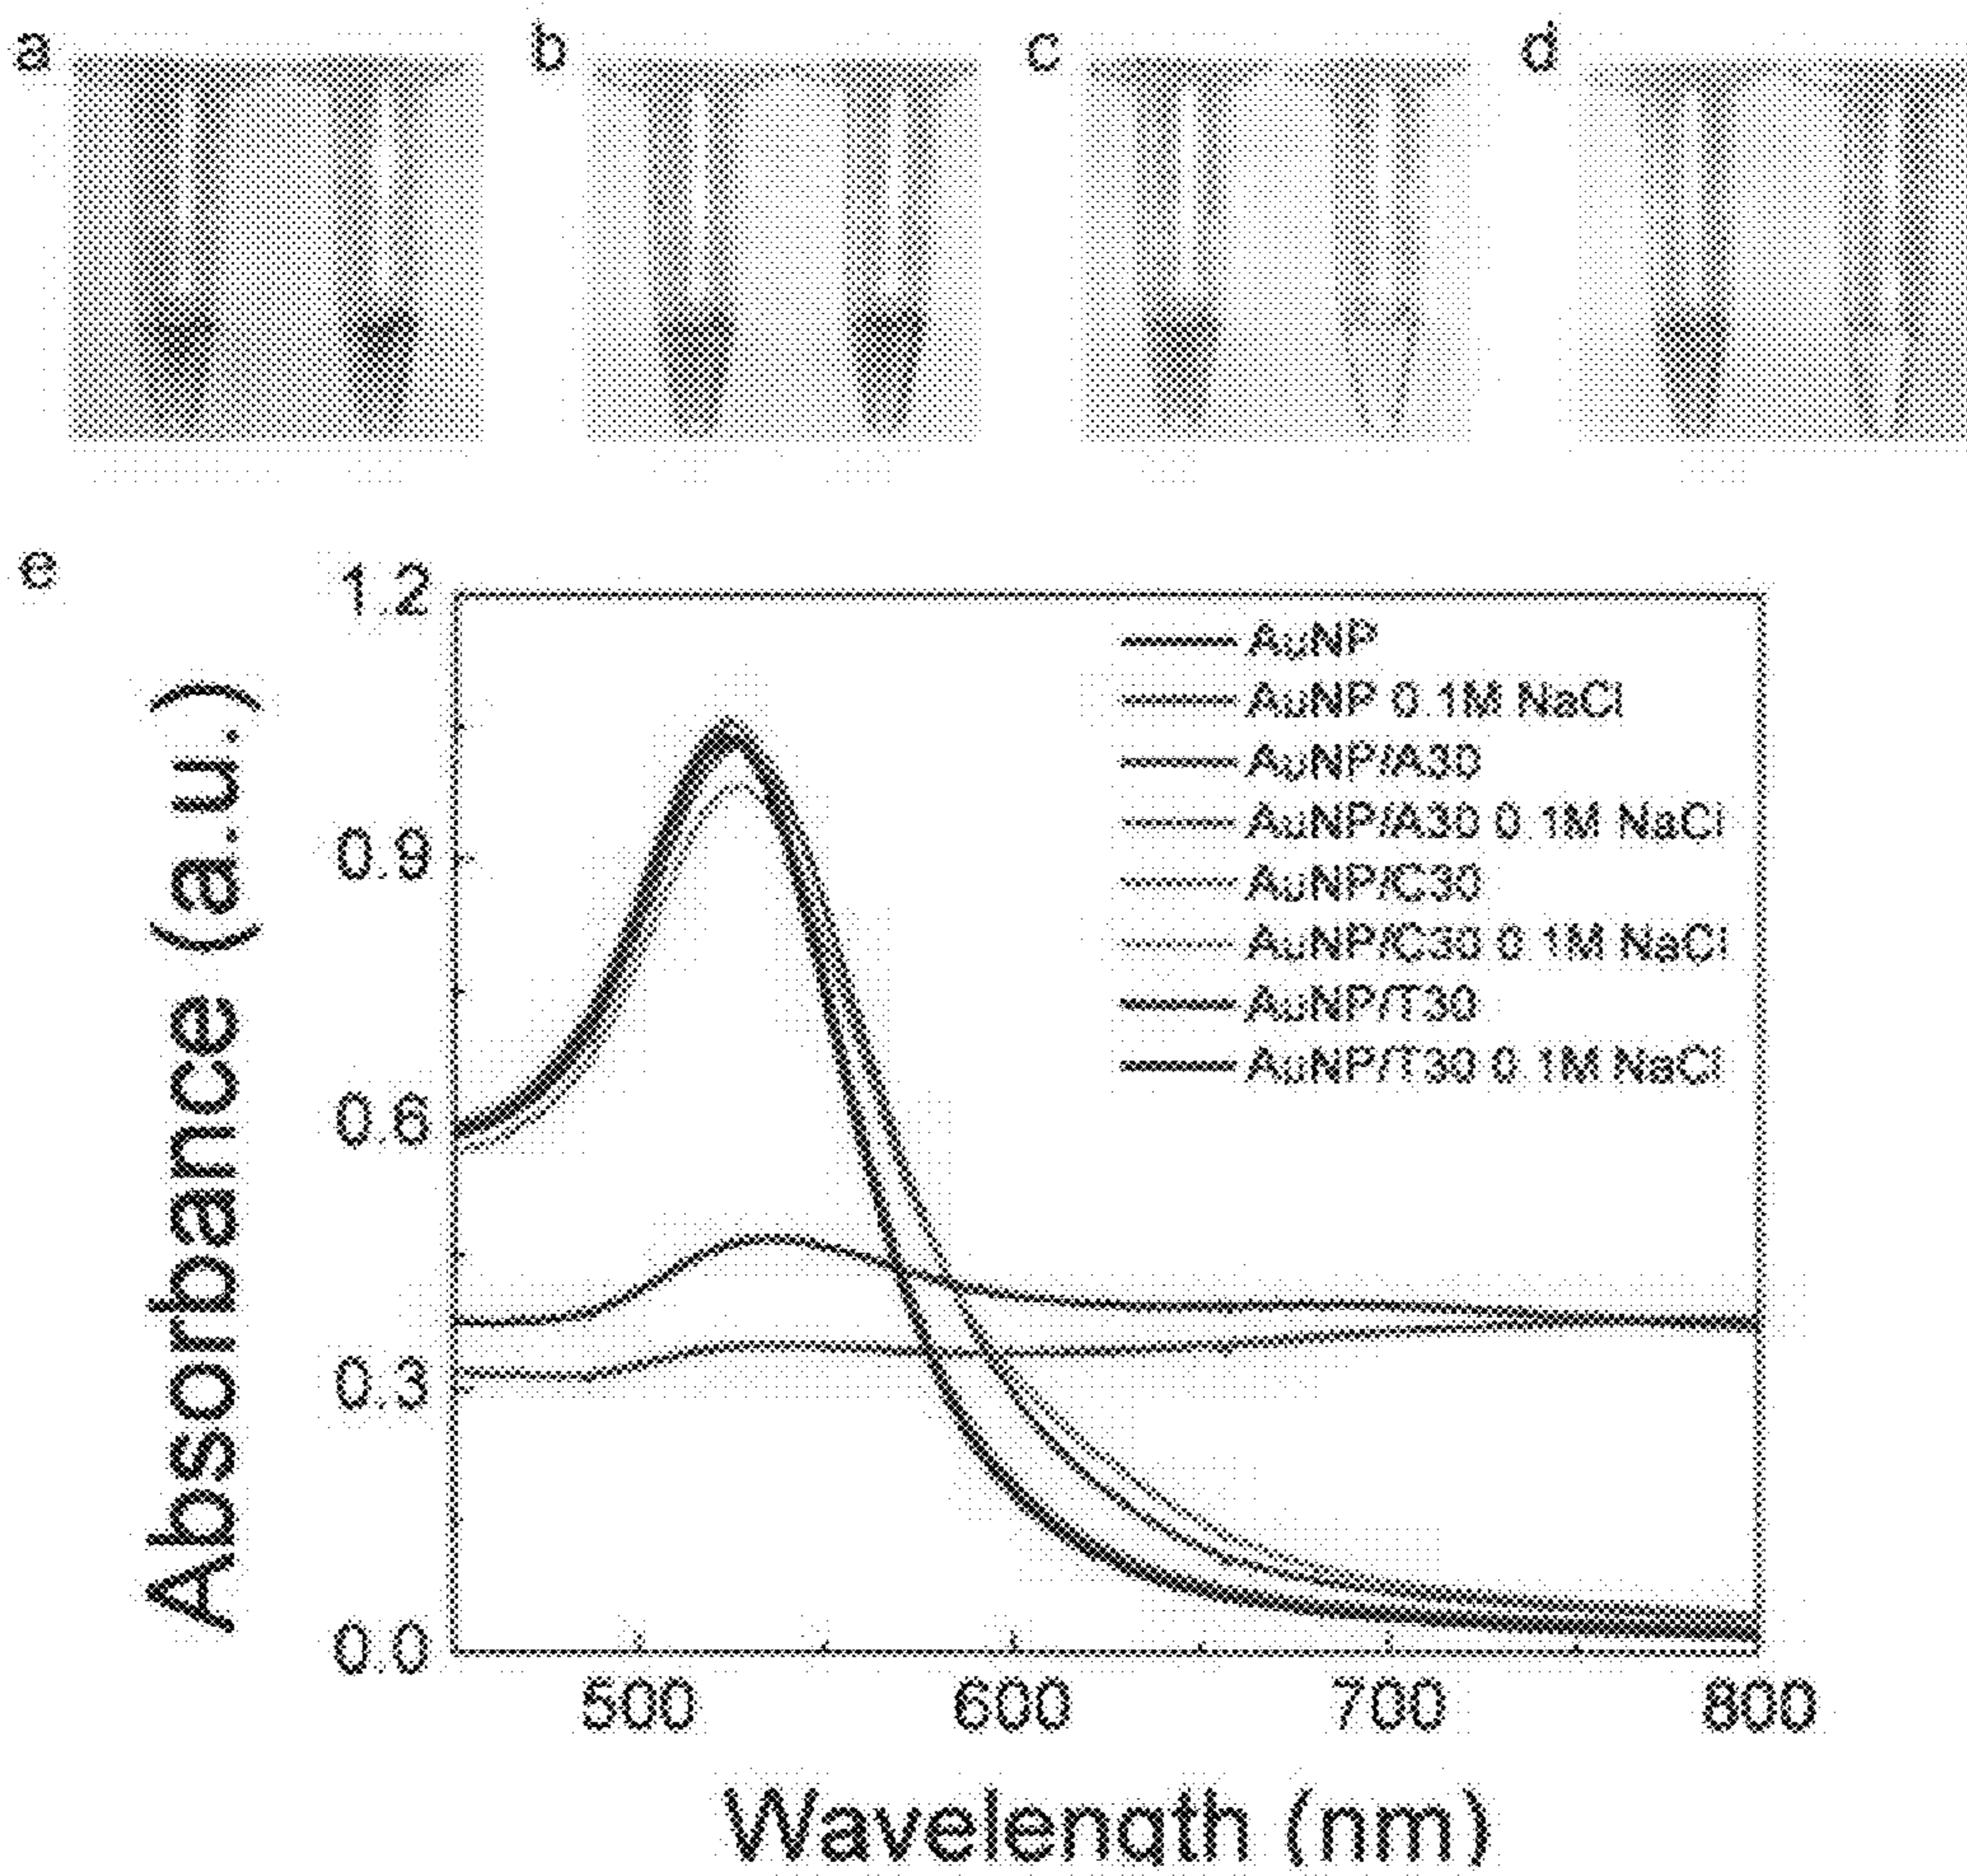 a b c d
e
1.2
0.9
0.6
0.3
0.0
Absorbance (a.u.)
AuNP
AuNP 0.1M NaCl
AuNP/A30
AuNP/A30 0.1M NaCl
AuNP/C30
AuNP/C30 0.1M NaCl
AuNP/T30
AuNP/T30 0.1M NaCl
500 600 700 800
Wavelength (nm)